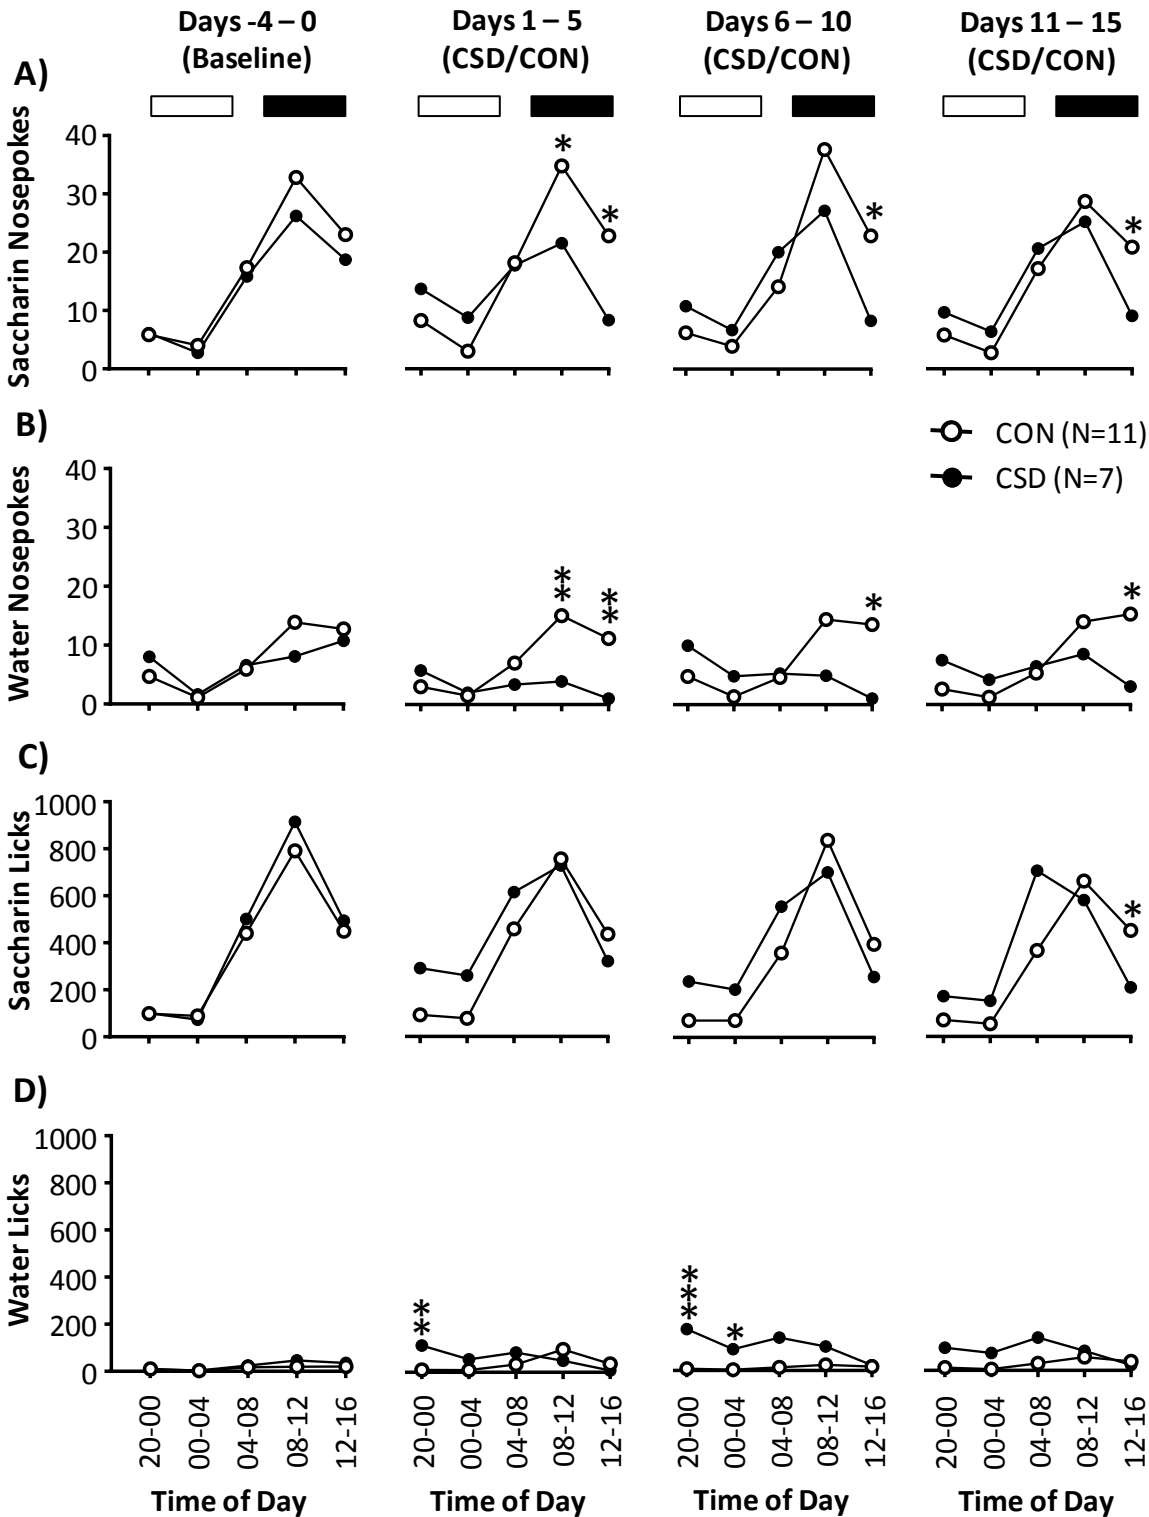 Days -4 – 0
(Baseline)
Days 1 – 5
(CSD/CON)
Days 6 – 10
(CSD/CON)
Days 11 – 15
(CSD/CON)
A)
Saccharin Nosepokes
40
30
20
10
0
*
*
*
*
B)
Water Nosepokes
40
30
20
10
0
CON (N=11)
CSD (N=7)
**
**
*
*
C)
Saccharin Licks
1000
800
600
400
200
0
*
D)
Water Licks
1000
800
600
400
200
0
**
***
*
20-00 00-04 04-08 08-12 12-16
20-00 00-04 04-08 08-12 12-16
20-00 00-04 04-08 08-12 12-16
20-00 00-04 04-08 08-12 12-16
Time of Day
Time of Day
Time of Day
Time of Day